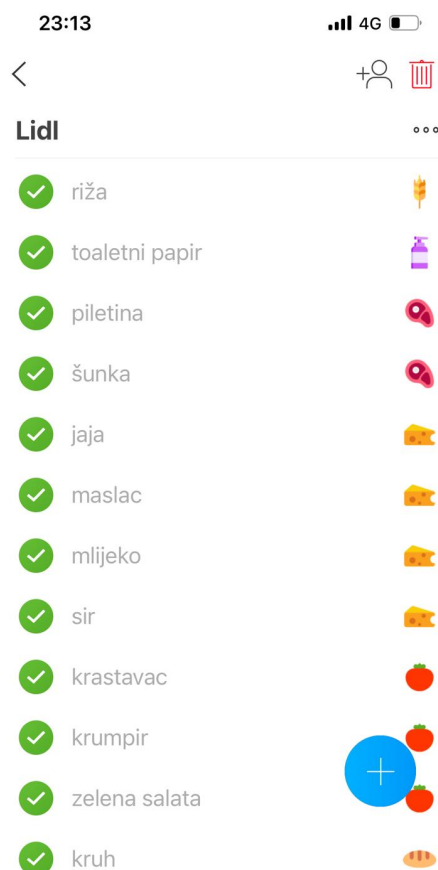 23:13
4G
Lidl
riža
toaletni papir
piletina
šunka
jaja
maslac
mlijeko
sir
krastavac
krumpir
zelena salata
kruh